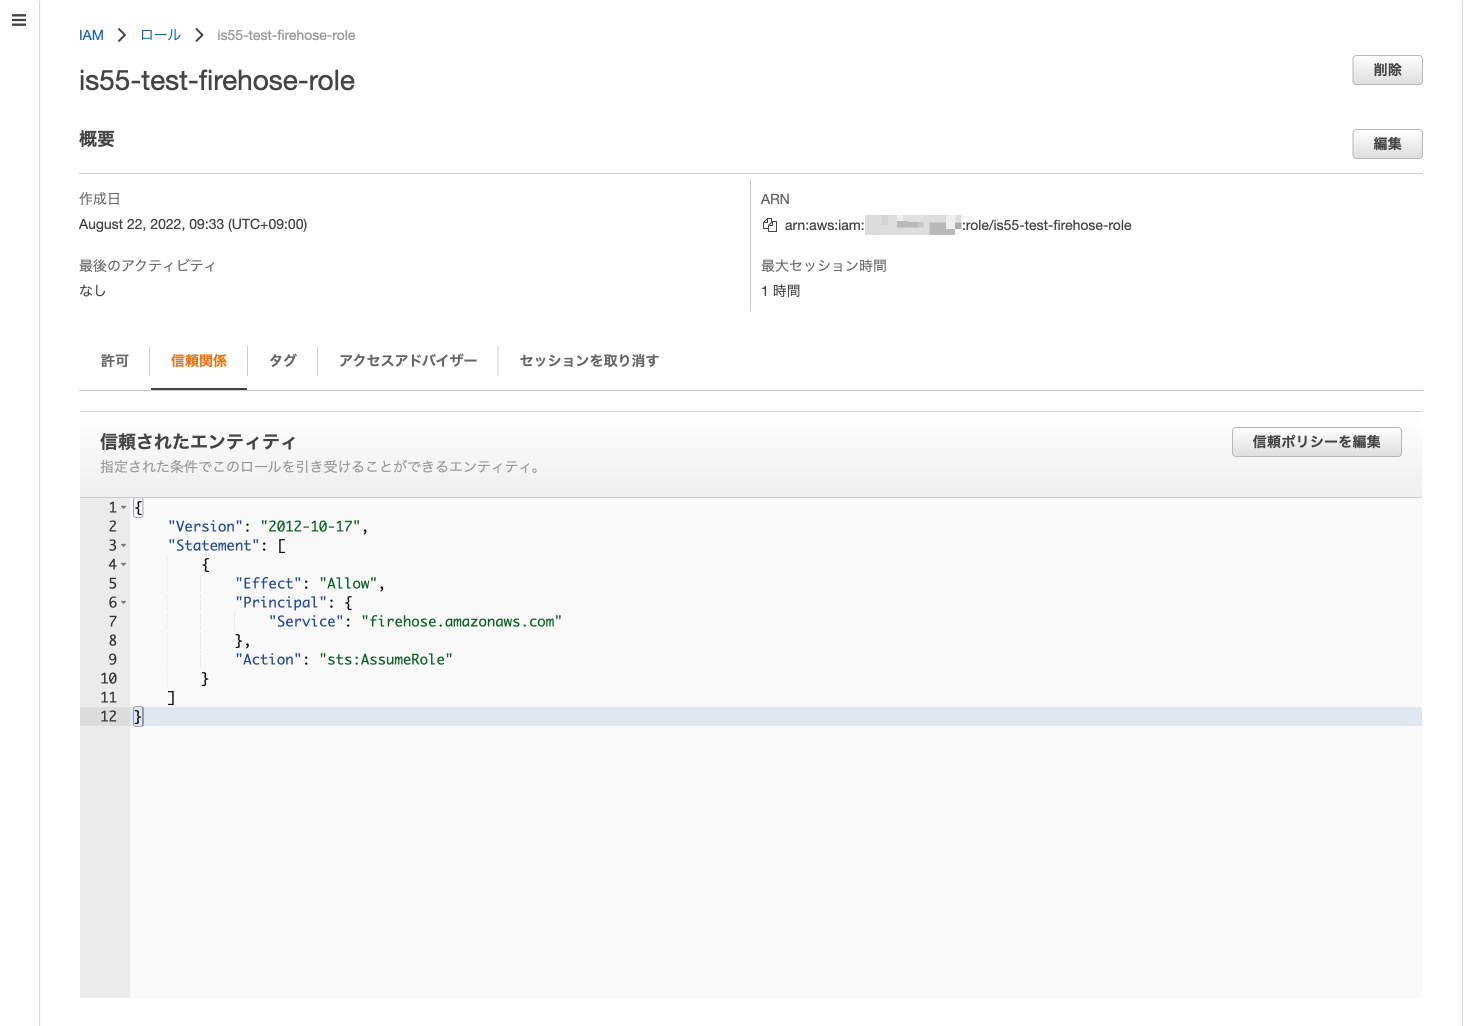 IAM > ロール > is55-test-firehose-role
is55-test-firehose-role
削除
概要
編集
作成日
August 22, 2022, 09:33 (UTC+09:00)
ARN
arn:aws:iam: :role/is55-test-firehose-role
最後のアクティビティ
なし
最大セッション時間
1 時間
許可 信頼関係 タグ アクセスアドバイザー セッションを取り消す
信頼されたエンティティ
指定された条件でこのロールを引き受けることができるエンティティ。
信頼ポリシーを編集
1 {
2 "Version": "2012-10-17",
3 "Statement": [
4 {
5 "Effect": "Allow",
6 "Principal": {
7 "Service": "firehose.amazonaws.com"
8 },
9 "Action": "sts:AssumeRole"
10 }
11 ]
12 }